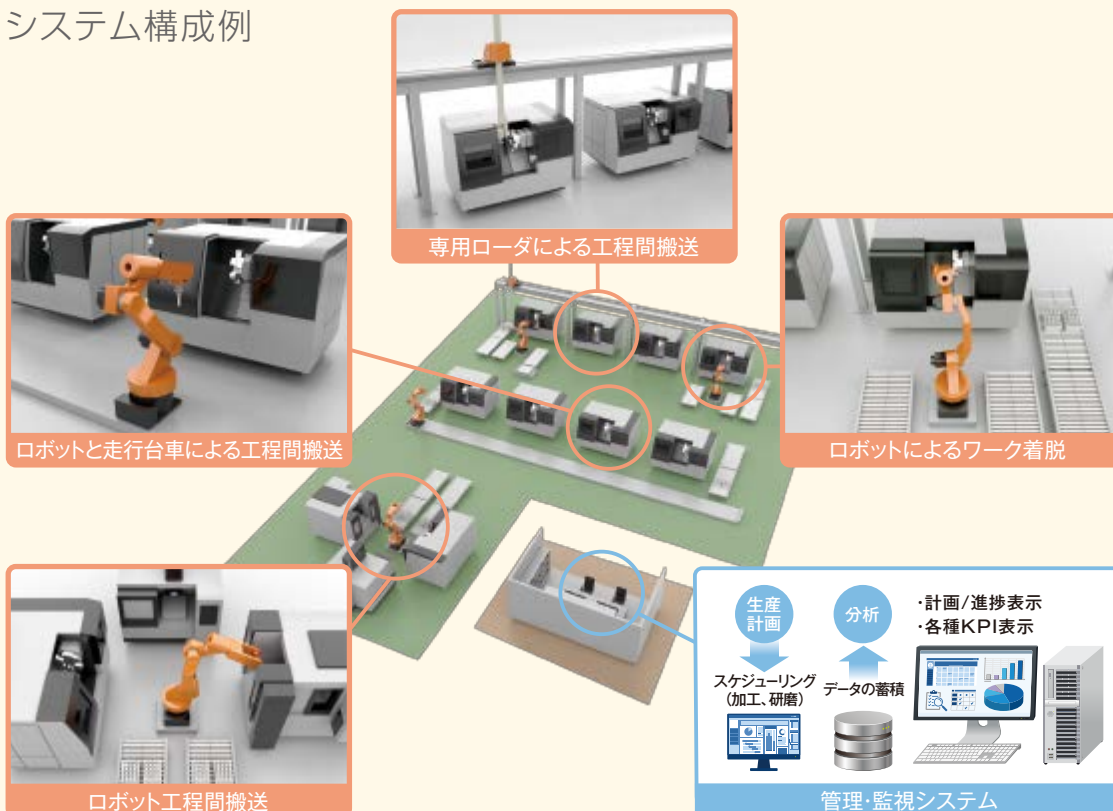 システム構成例
専用ローダによる工程間搬送
ロボットと走行台車による工程間搬送
ロボットによるワーク着脱
ロボット工程間搬送
生産
計画
スケジューリング
(加工、研磨)
分析
データの蓄積
・計画/進捗表示
・各種KPI表示
管理・監視システム